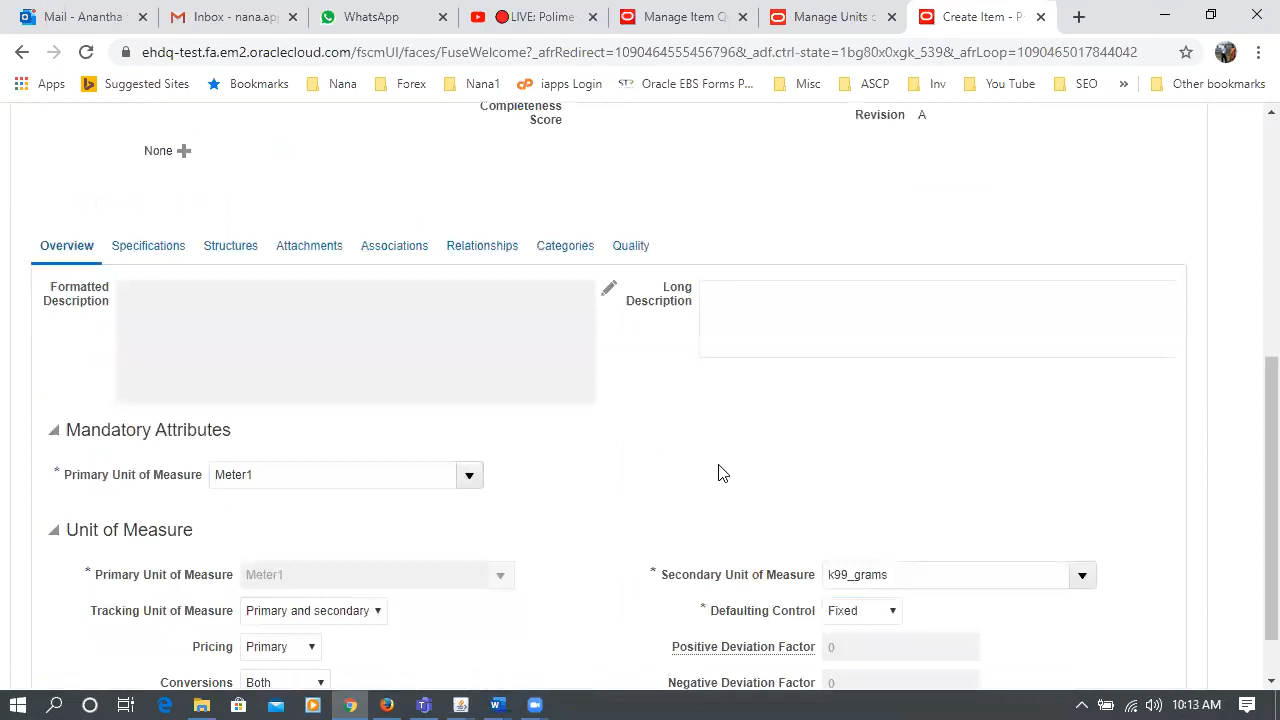 Mail - Anantha
Inbox - nana.app
WhatsApp
LIVE: Polime
Manage Item
Manage Units c
Create Item - P
ehdq-test.fa.em2.oraclecloud.com/fscmUI/faces/FuseWelcome?_afrRedirect=1090464555456796&_adf.ctrl-state=1bg80x0xgk_539&_afrLoop=1090465017844042
Apps Suggested Sites Bookmarks Nana Forex Nana1 iapps Login Oracle EBS Forms P... Misc ASCP Inv You Tube SEO » Other bookmarks
Completeness
Score
Revision A
None
Overview Specifications Structures Attachments Associations Relationships Categories Quality
Formatted
Description
Long
Description
Mandatory Attributes
* Primary Unit of Measure Meter1
Unit of Measure
* Primary Unit of Measure Meter1
* Secondary Unit of Measure k99_grams
Tracking Unit of Measure Primary and secondary
* Defaulting Control Fixed
Pricing Primary
Positive Deviation Factor 0
Conversions Both
Negative Deviation Factor 0
10:13 AM